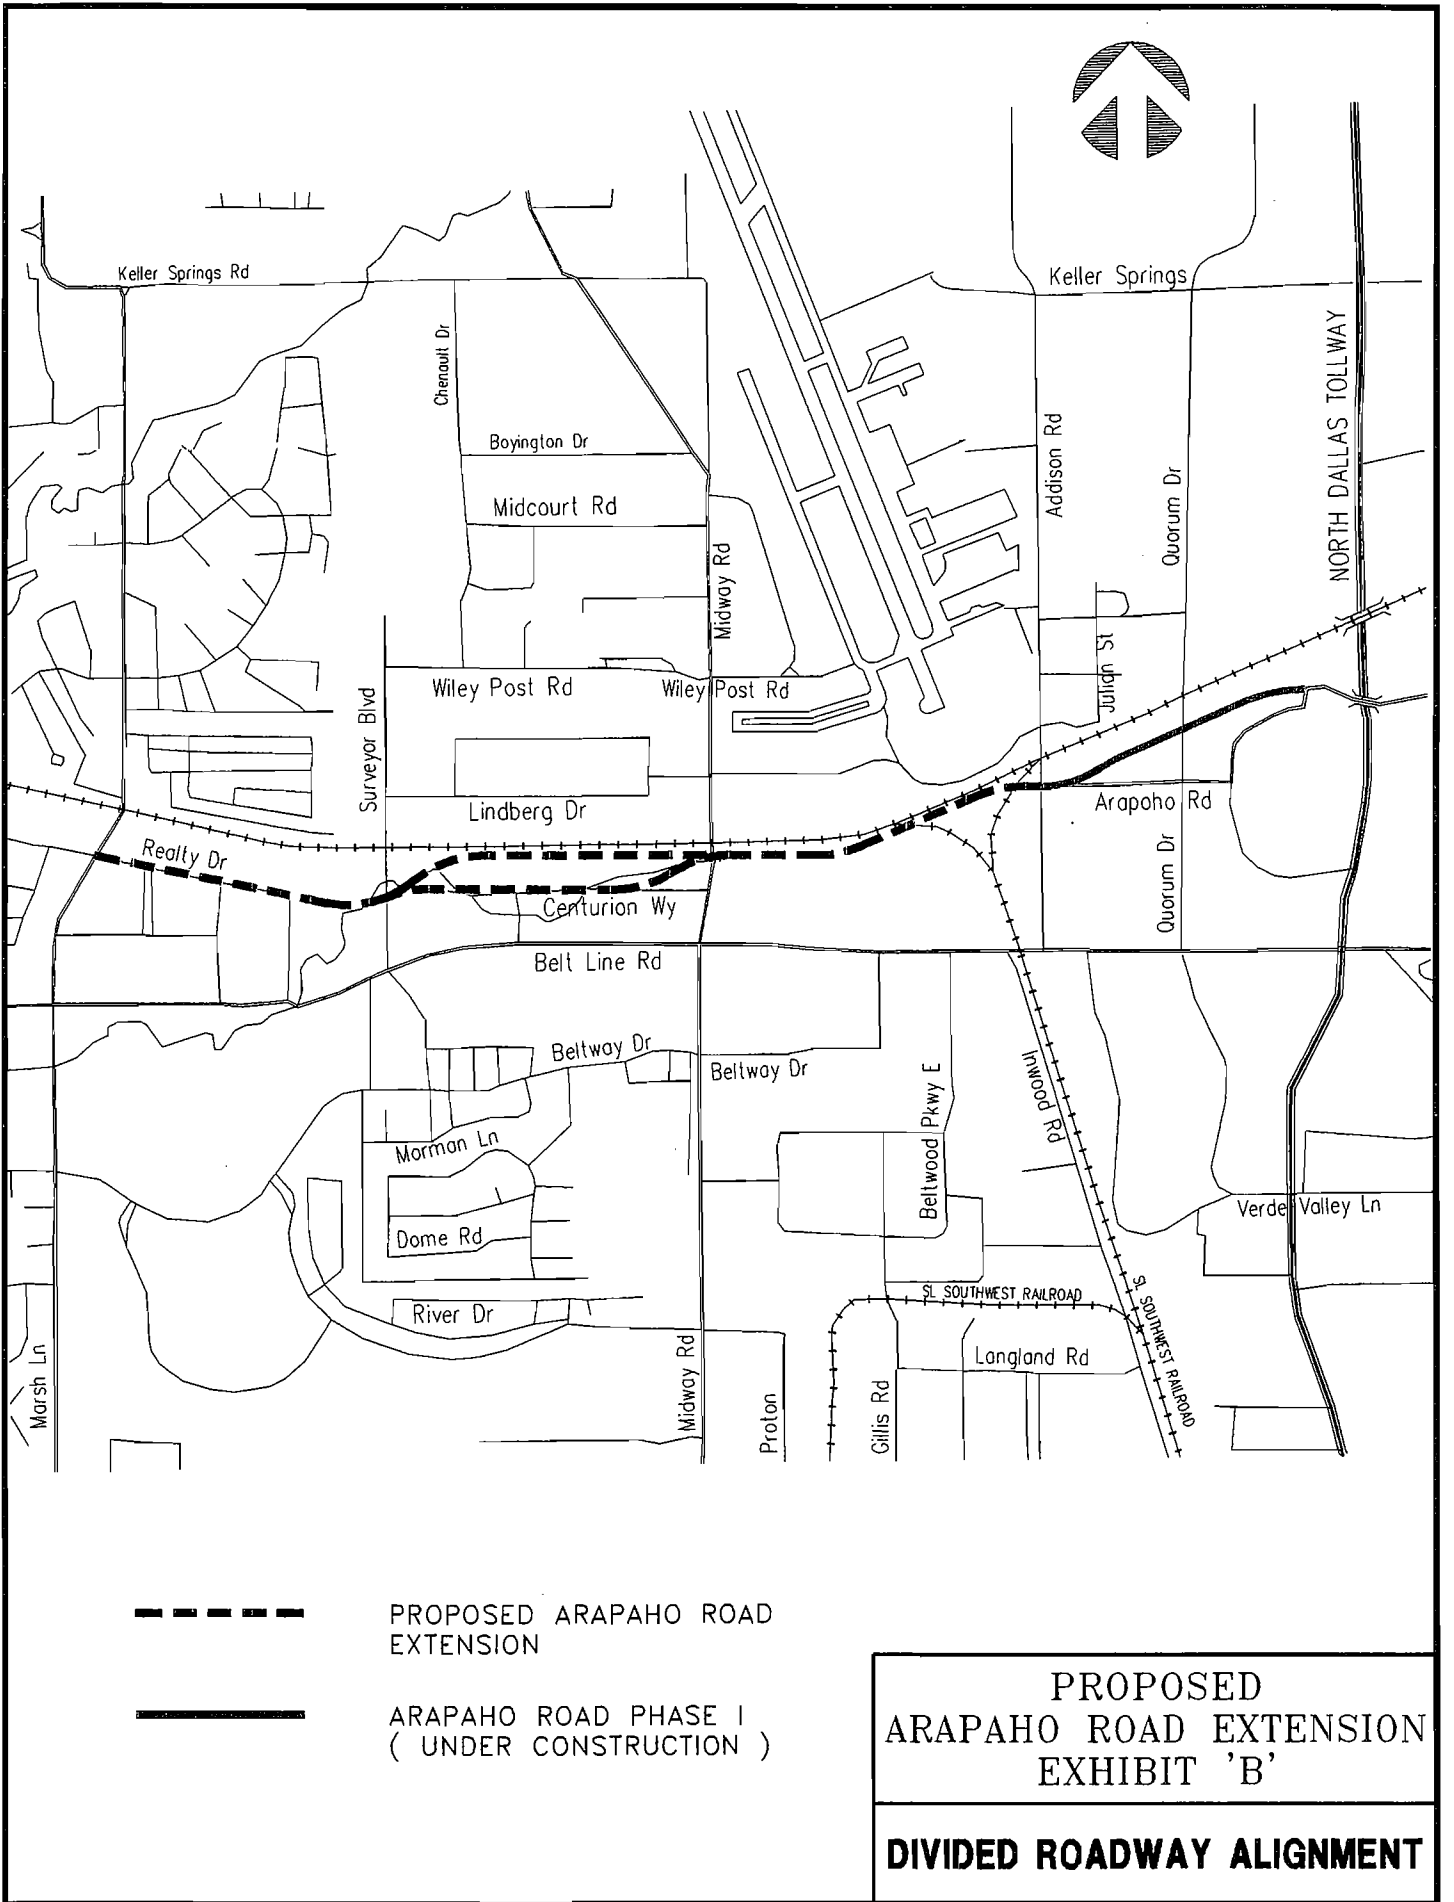 Keller Springs Rd
Keller Springs
Chenault Dr
NORTH DALLAS TOLLWAY
Boyington Dr
Addison Rd
Quorum Dr
Midcourt Rd
Midway Rd
Julian St
Wiley Post Rd
Wiley Post Rd
Surveyor Blvd
Lindberg Dr
Arapaho Rd
Realty Dr
Quorum Dr
Centurion Wy
Belt Line Rd
Beltway Dr
Beltway Dr
Inwood Rd
Beltwood Pkwy E
Morman Ln
Verde Valley Ln
Dome Rd
SL SOUTHWEST RAILROAD
SL SOUTHWEST RAILROAD
River Dr
Langland Rd
Marsh Ln
Midway Rd
Proton
Gillis Rd
PROPOSED ARAPAHO ROAD
EXTENSION
ARAPAHO ROAD PHASE I
( UNDER CONSTRUCTION )
PROPOSED
ARAPAHO ROAD EXTENSION
EXHIBIT 'B'
DIVIDED ROADWAY ALIGNMENT